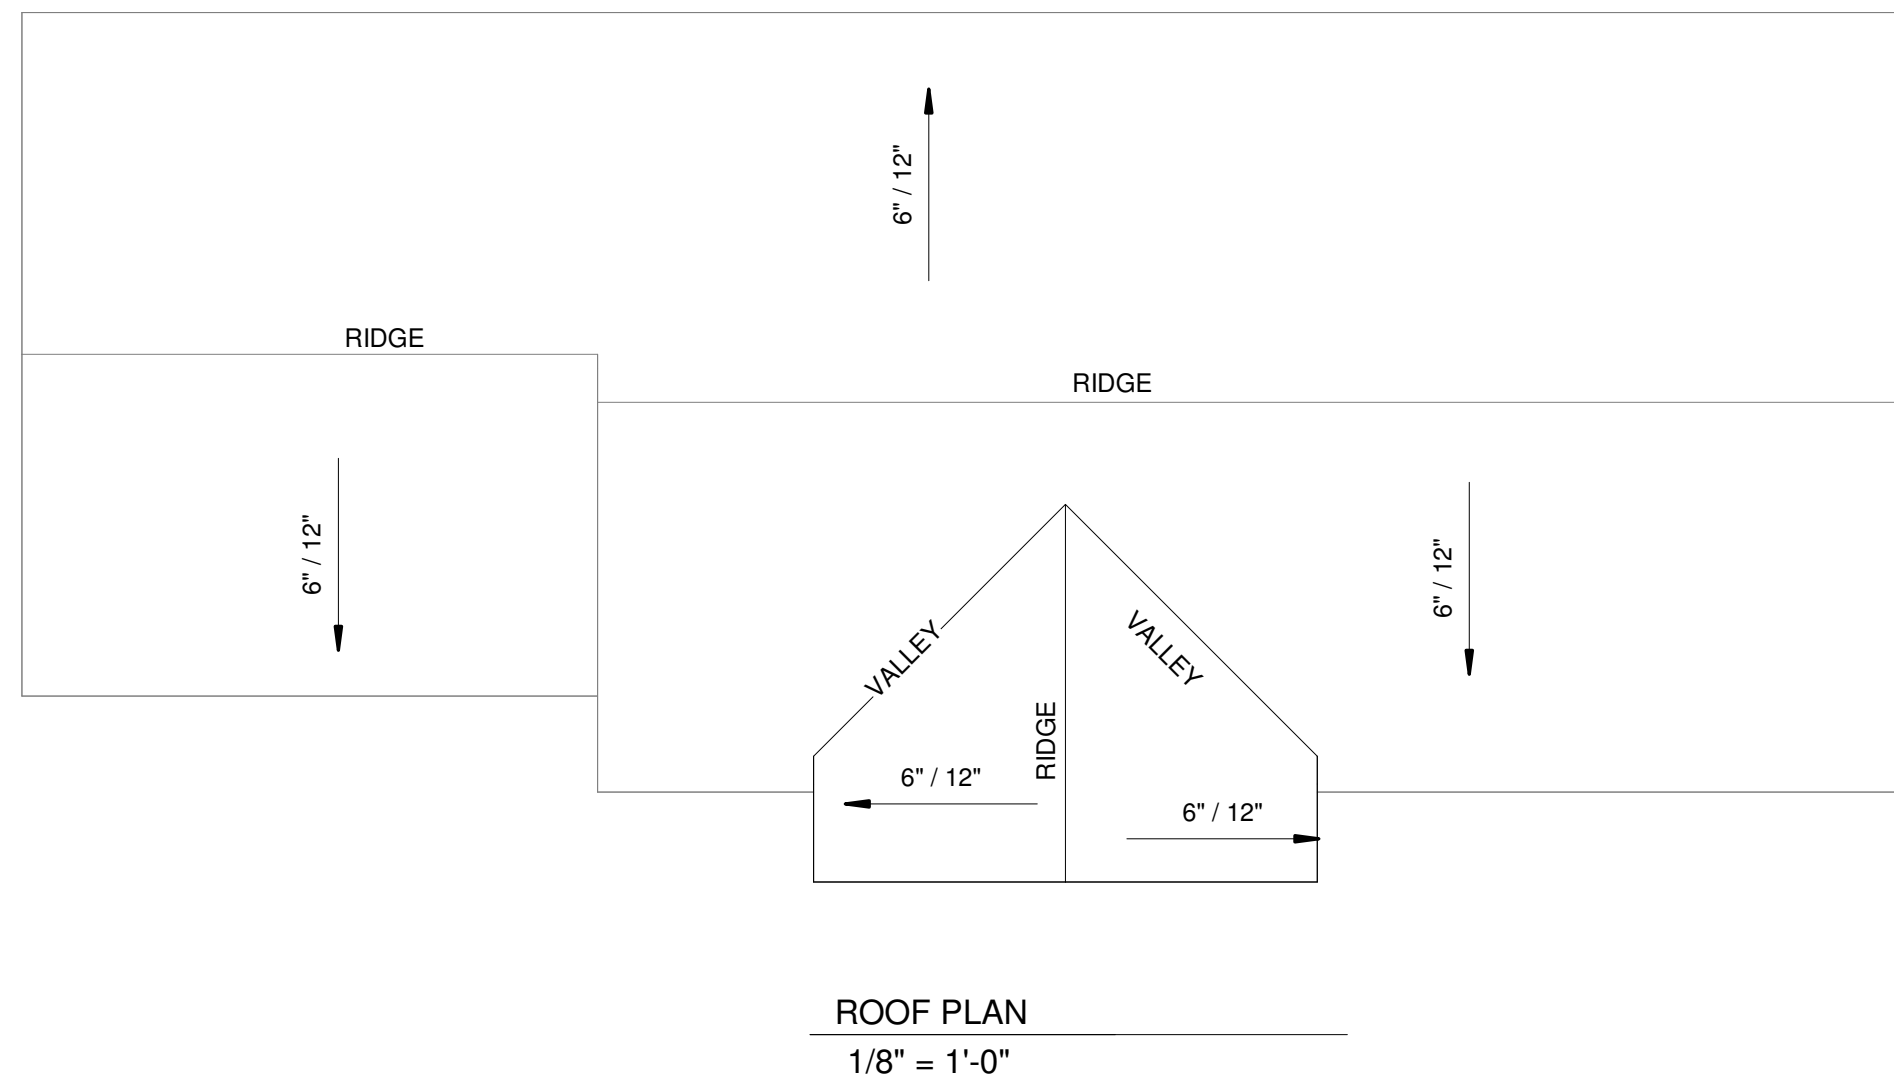 6" / 12"
RIDGE
RIDGE
6" / 12"
6" / 12"
VALLEY
VALLEY
RIDGE
6" / 12"
6" / 12"
ROOF PLAN
1/8" = 1'-0"